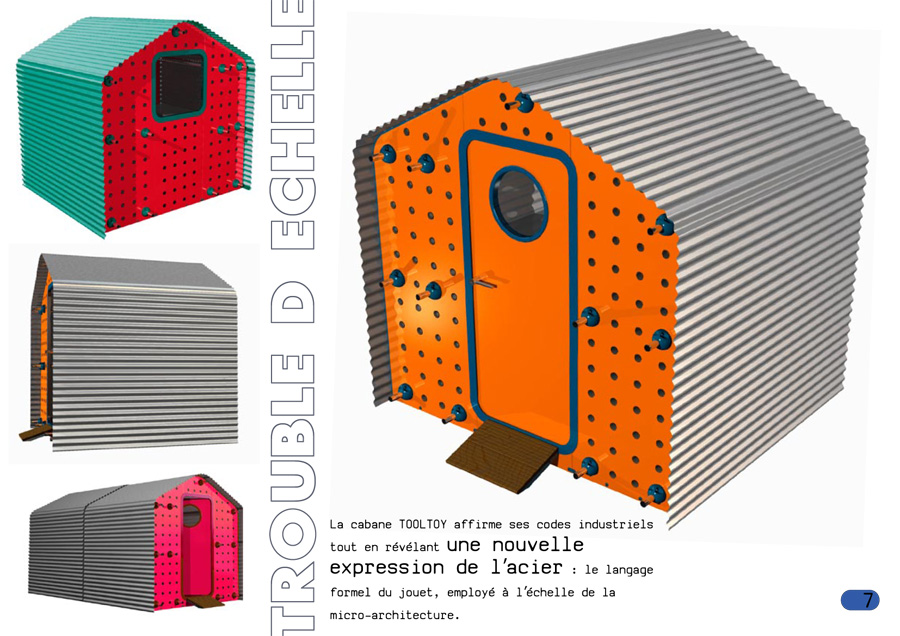 TROUBLE D ECHELLE
La cabane TOOLTOY affirme ses codes industriels
tout en révélant une nouvelle
expression de l'acier : le langage
formel du jouet, employé à l'échelle de la
micro-architecture.
7